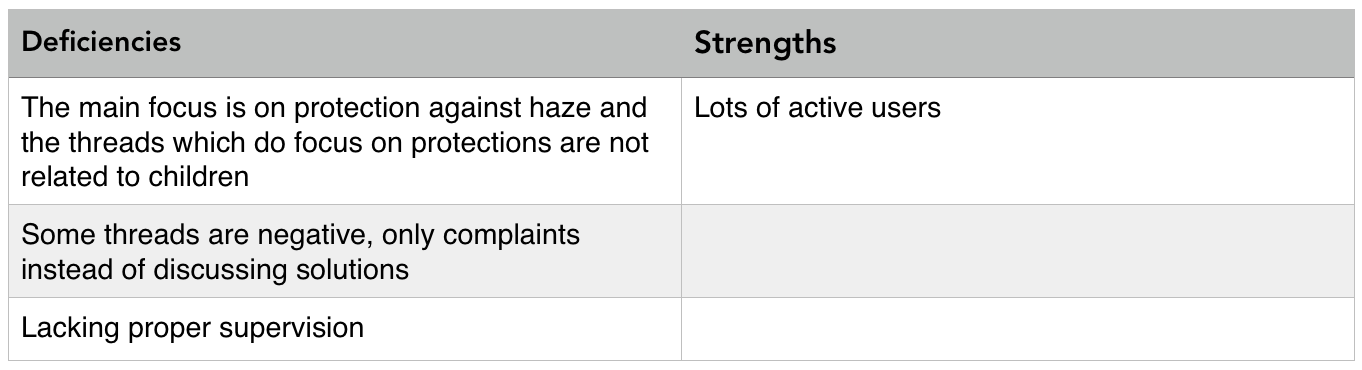 Deficiencies
Strengths
The main focus is on protection against haze and
the threads which do focus on protections are not
related to children
Lots of active users
Some threads are negative, only complaints
instead of discussing solutions
Lacking proper supervision